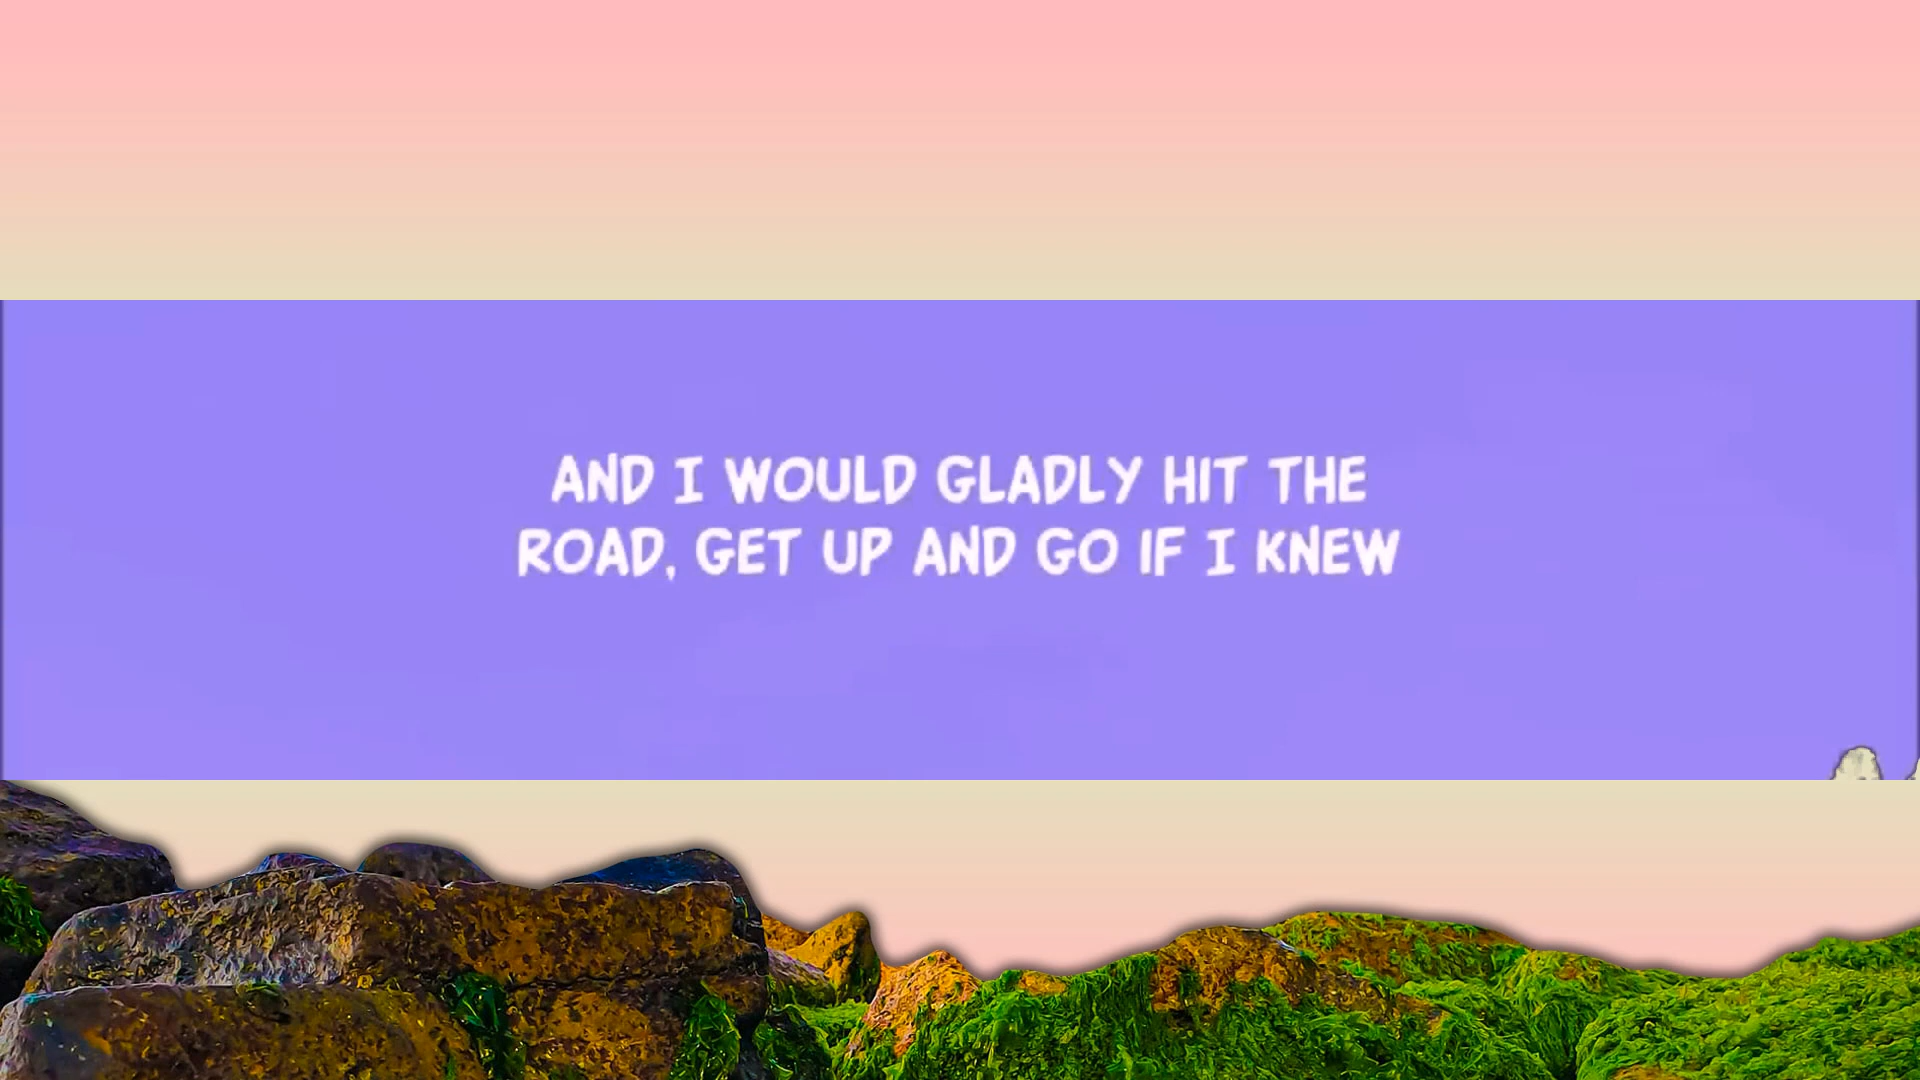 AND I WOULD GLADLY HIT THE
ROAD, GET UP AND GO IF I KNEW